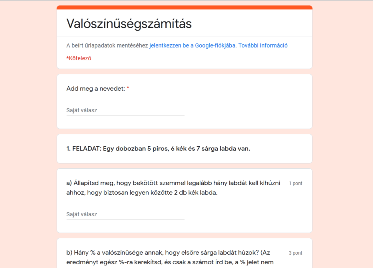 Valószínűségszámítás
A beírt űrlapadatok mentéséhez jelentkezzen be a Google-fiókjába. További információ
*Kötelező
Add meg a nevedet: *
Saját válasz
1. FELADAT: Egy dobozban 5 piros, 6 kék és 7 sárga labda van.
a) Állapítsd meg, hogy bekötött szemmel legalább hány labdát kell kihúzni
1 pont
ahhoz, hogy biztosan legyen közötte 2 db kék labda.
Saját válasz
b) Hány % a valószínűsége annak, hogy elsőre sárga labdát húzok? (Az
pont
eredményt egész %-ra kerekítsd, és csak a számot írd be, a % jelet nem